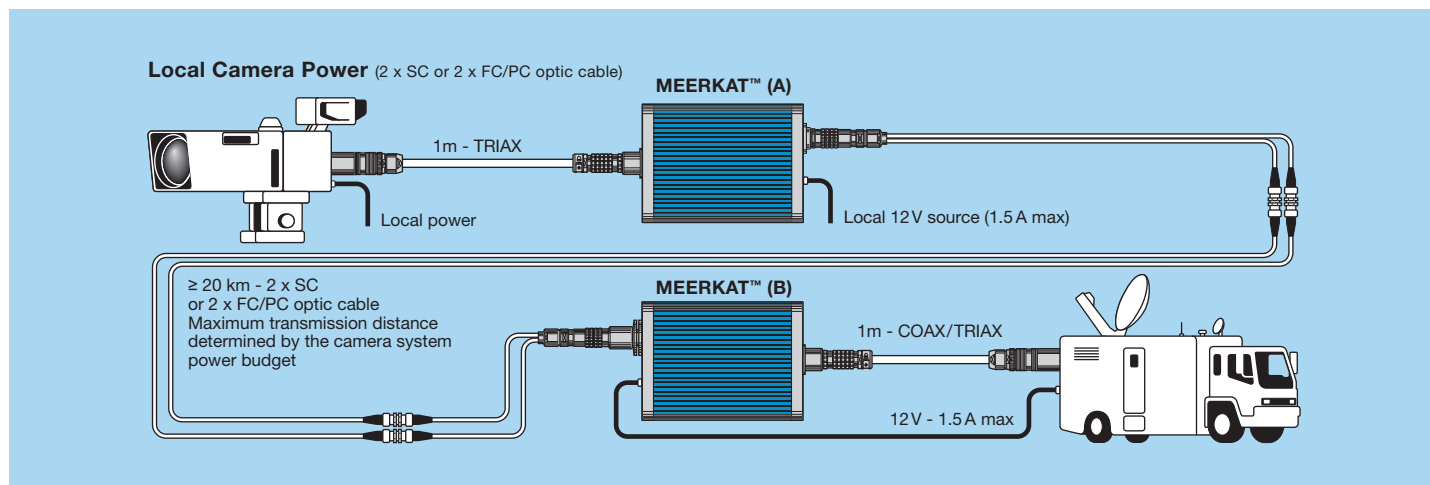 Local Camera Power (2 x SC or 2 x FC/PC optic cable)
MEERKAT™ (A)
1m - TRIAX
Local power
Local 12V source (1.5A max)
≥ 20 km - 2 x SC
or 2 x FC/PC optic cable
Maximum transmission distance
determined by the camera system
power budget
MEERKAT™ (B)
1m - COAX/TRIAX
12V - 1.5A max